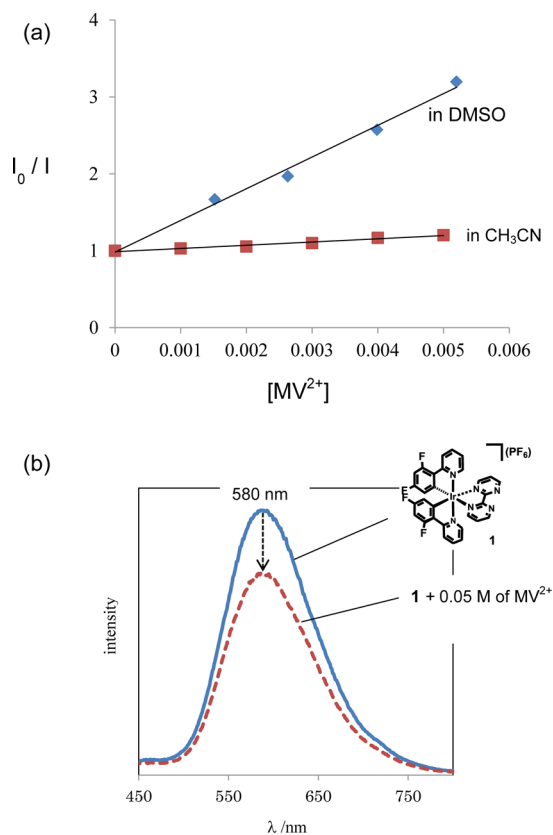 (a)
4
3
2
1
0
I0 / I
in DMSO
in CH3CN
0 0.001 0.002 0.003 0.004 0.005 0.006
[MV2+]
(b)
580 nm
F
F
F
F
N
N
Ir
N
N
N
N
(PF6)
1
1 + 0.05 M of MV2+
intensity
450 550 650 750
λ /nm